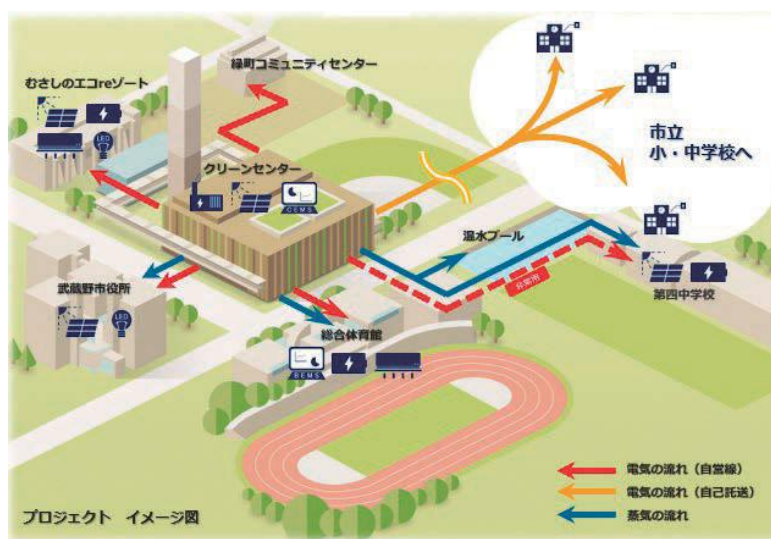 緑町コミュニティセンター
むさしのエコreゾート
LED
クリーンセンター
CEMS
市立
小・中学校へ
温水プール
非常用
第四中学校
武蔵野市役所
LED
総合体育館
BEMS
電気の流れ（自営線）
電気の流れ（自己託送）
蒸気の流れ
プロジェクト　イメージ図